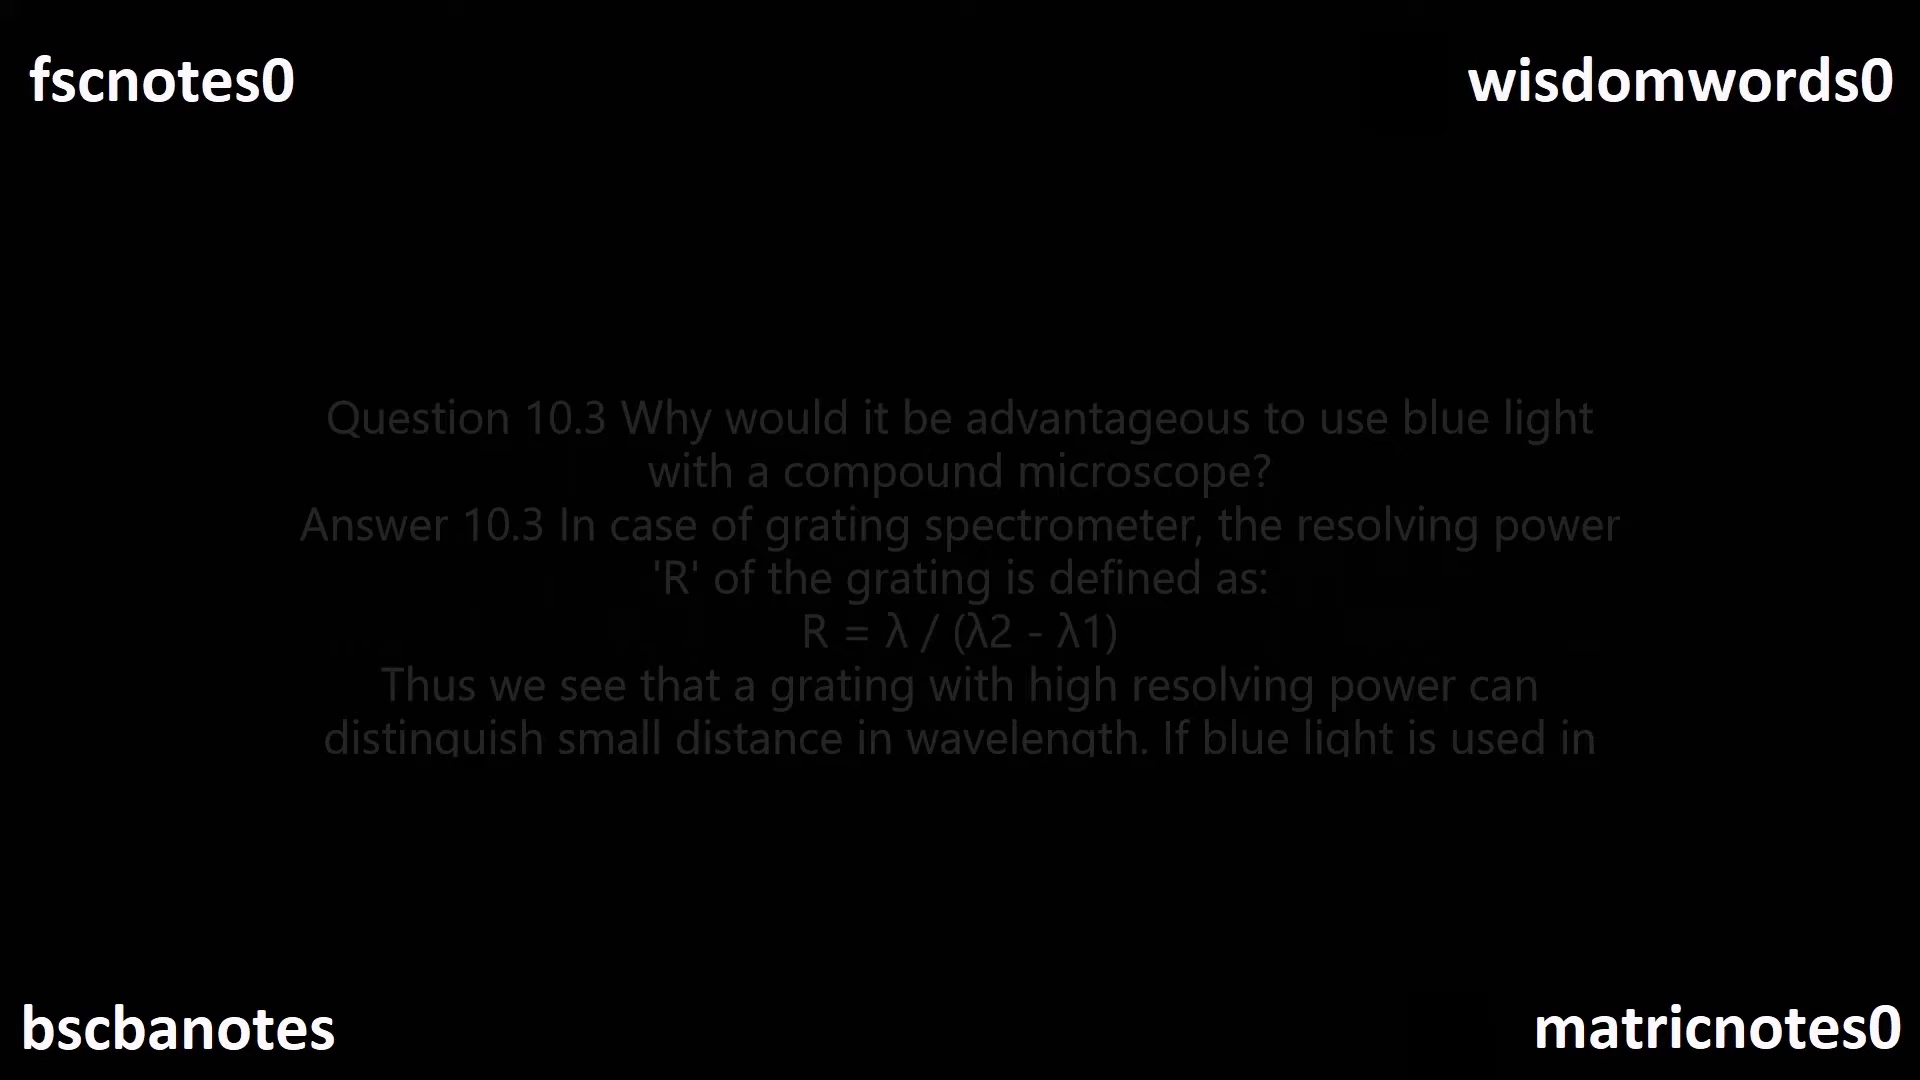 fscnotes0
wisdomwords0
Question 10.3 Why would it be advantageous to use blue light
with a compound microscope?
Answer 10.3 In case of grating spectrometer, the resolving power
'R' of the grating is defined as:
R = λ / (λ2 - λ1)
Thus we see that a grating with high resolving power can
distinguish small distance in wavelength. If blue light is used in
bscbanotes
matricnotes0